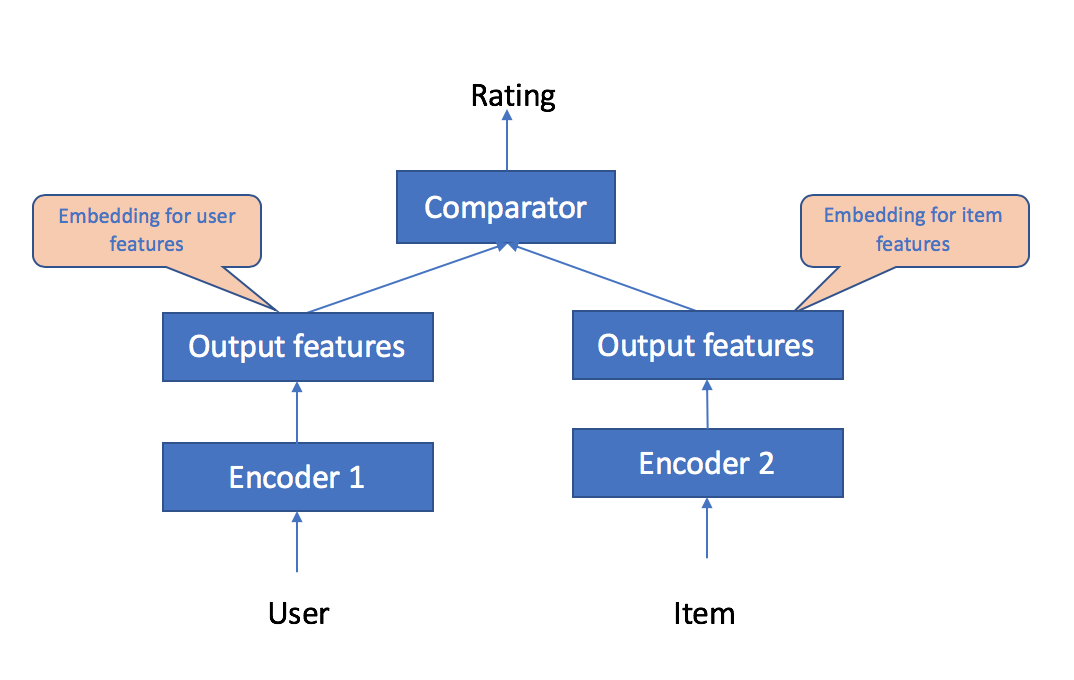 Rating
Comparator
Embedding for user
features
Embedding for item
features
Output features
Output features
Encoder 1
Encoder 2
User
Item